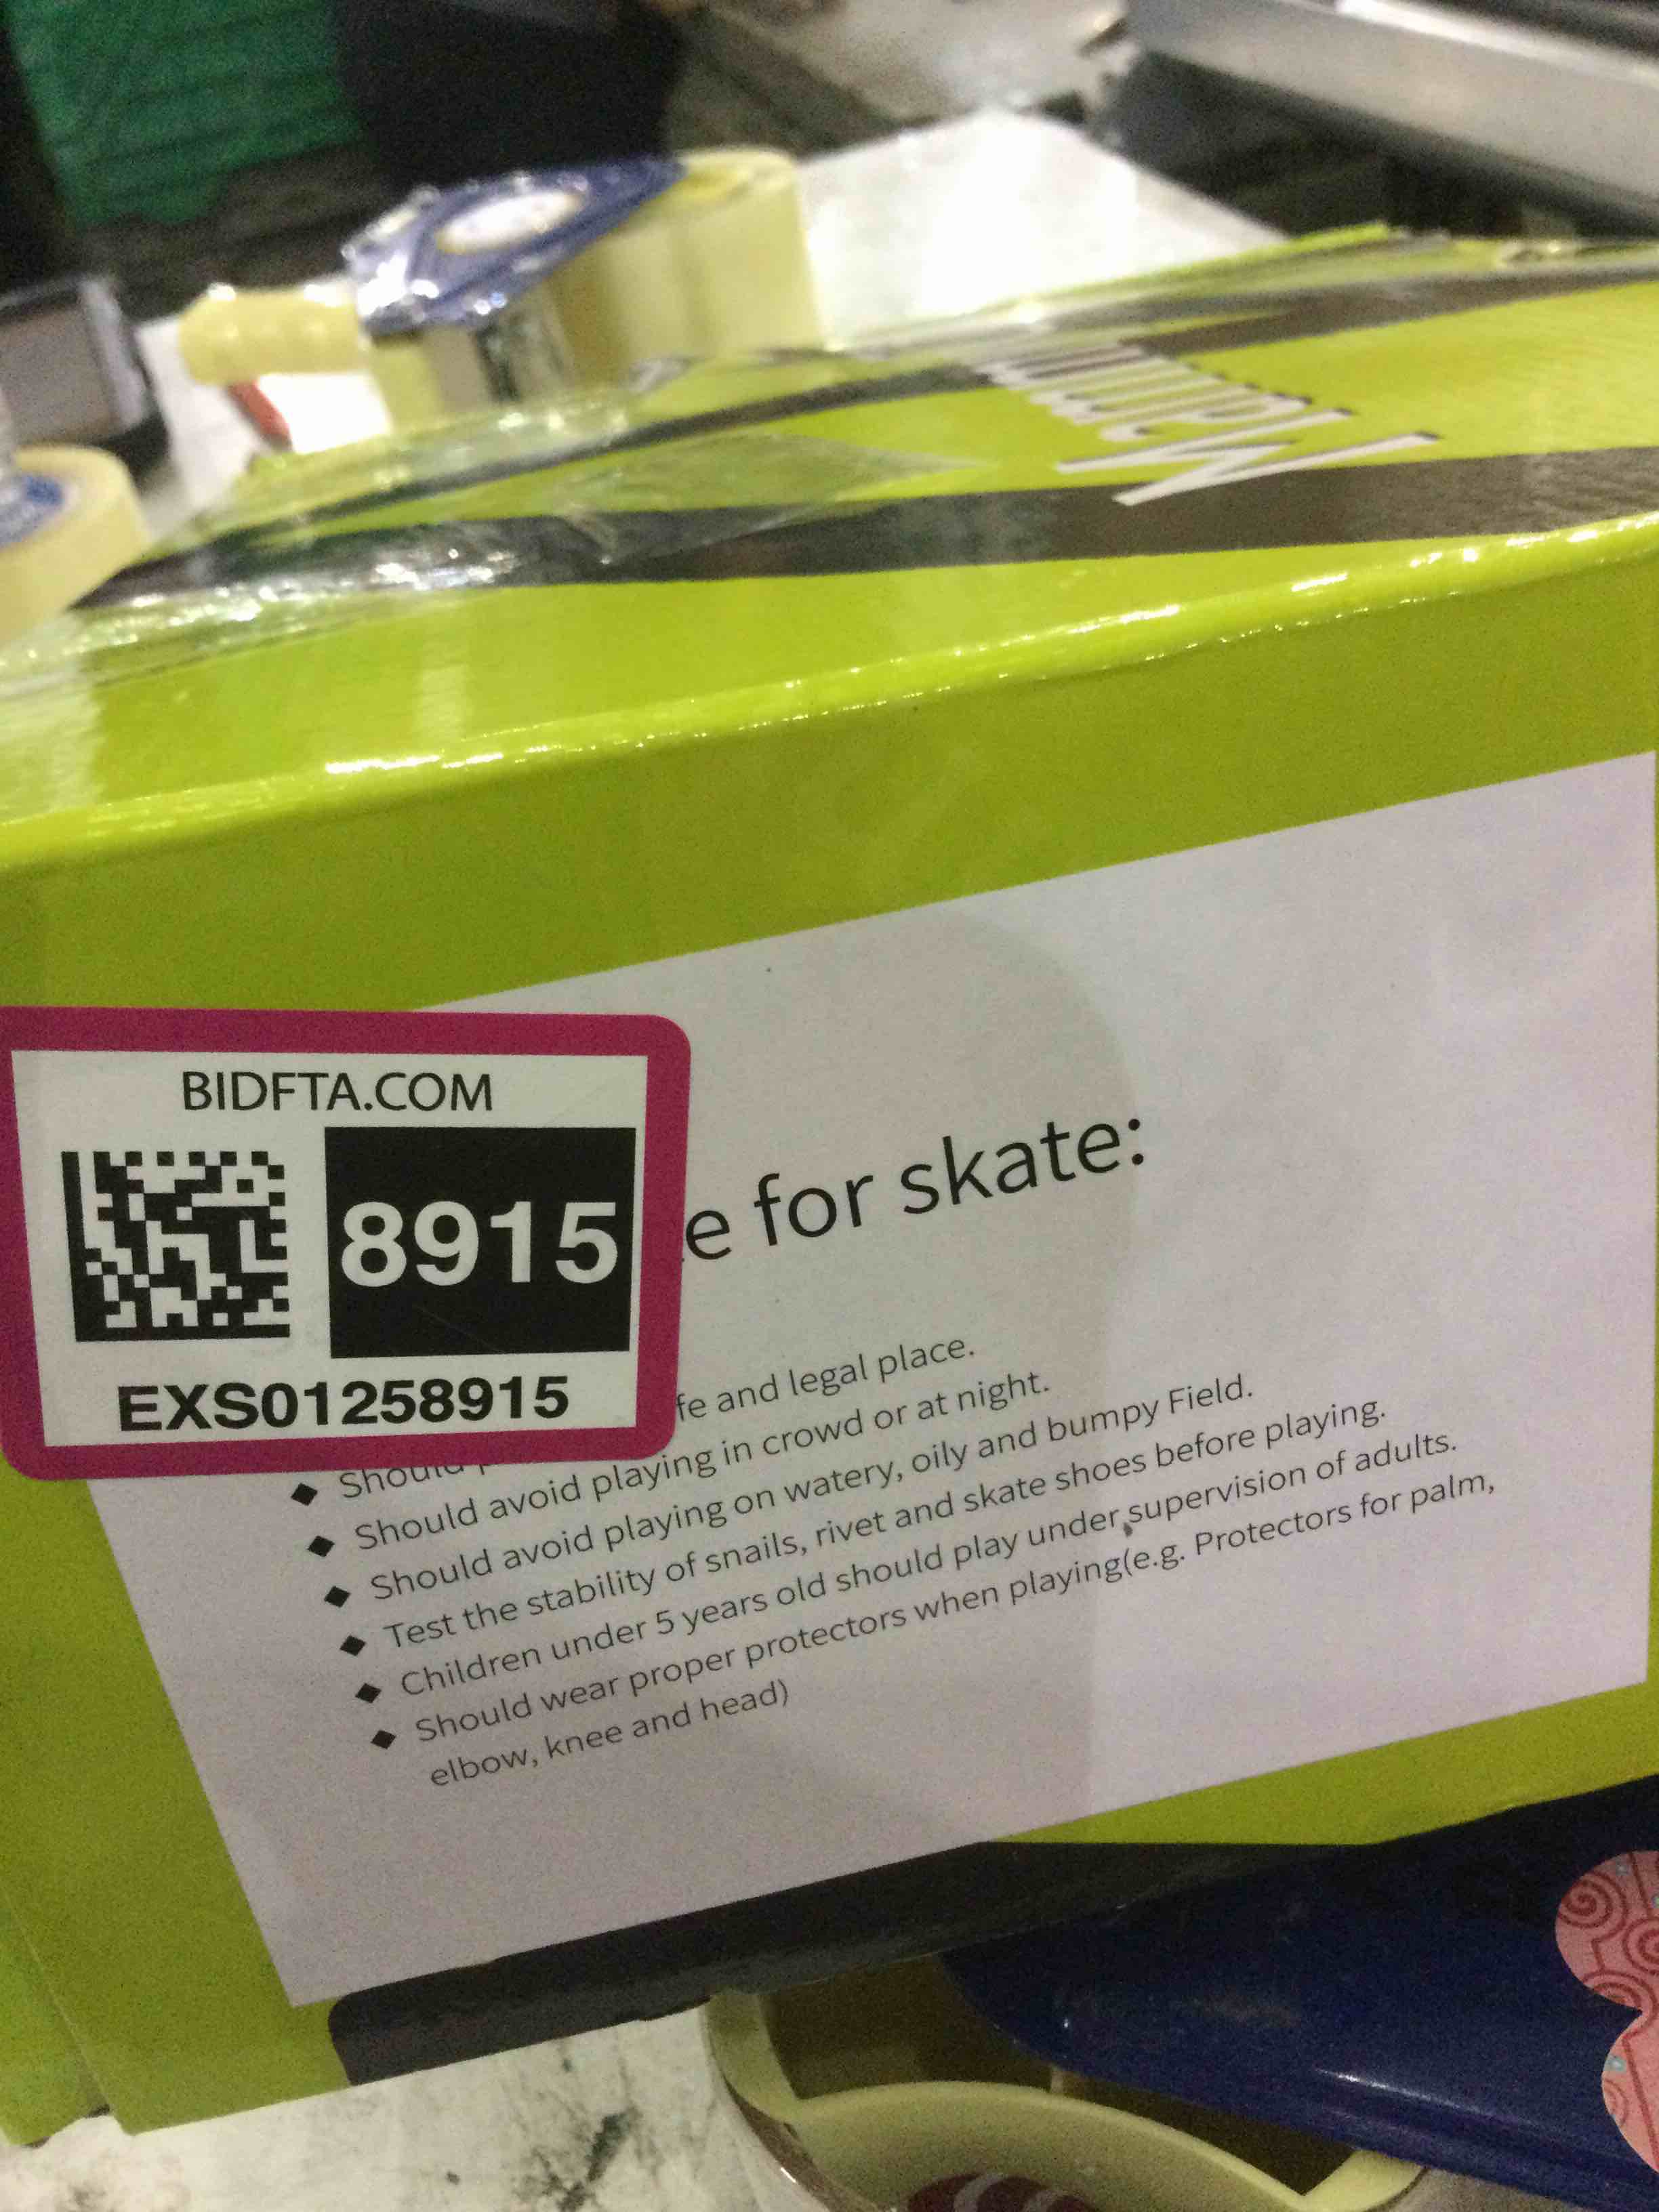 Mamm
BIDFTA.COM
8915
EXS01258915
e for skate:
Should
fe and legal place.
Should avoid playing in crowd or at night.
Should avoid playing on watery, oily and bumpy Field.
Test the stability of snails, rivet and skate shoes before playing.
Children under 5 years old should play under supervision of adults.
Should wear proper protectors when playing(e.g. Protectors for palm,
elbow, knee and head)